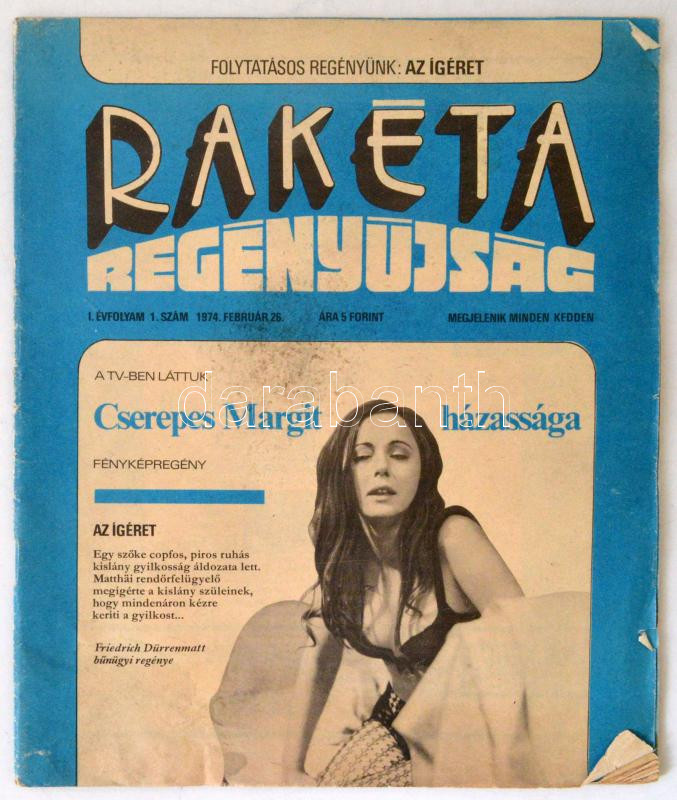 FOLYTATÁSOS REGÉNYÜNK: AZ ÍGÉRET
RAKÉTA
REGÉNYÚJSÁG
I. ÉVFOLYAM 1. SZÁM 1974. FEBRUÁR 26. ÁRA 5 FORINT MEGJELENIK MINDEN KEDDEN
A TV-BEN LÁTTUK
darabanth
Cserepes Margit házassága
FÉNYKÉPREGÉNY
AZ ÍGÉRET
Egy szőke copfos, piros ruhás
kislány gyilkosság áldozata lett.
Matthäi rendőrfelügyelő
megigérte a kislány szüleinek,
hogy mindenáron kézre
keriti a gyilkost...
Friedrich Dürrenmatt
bűnügyi regénye